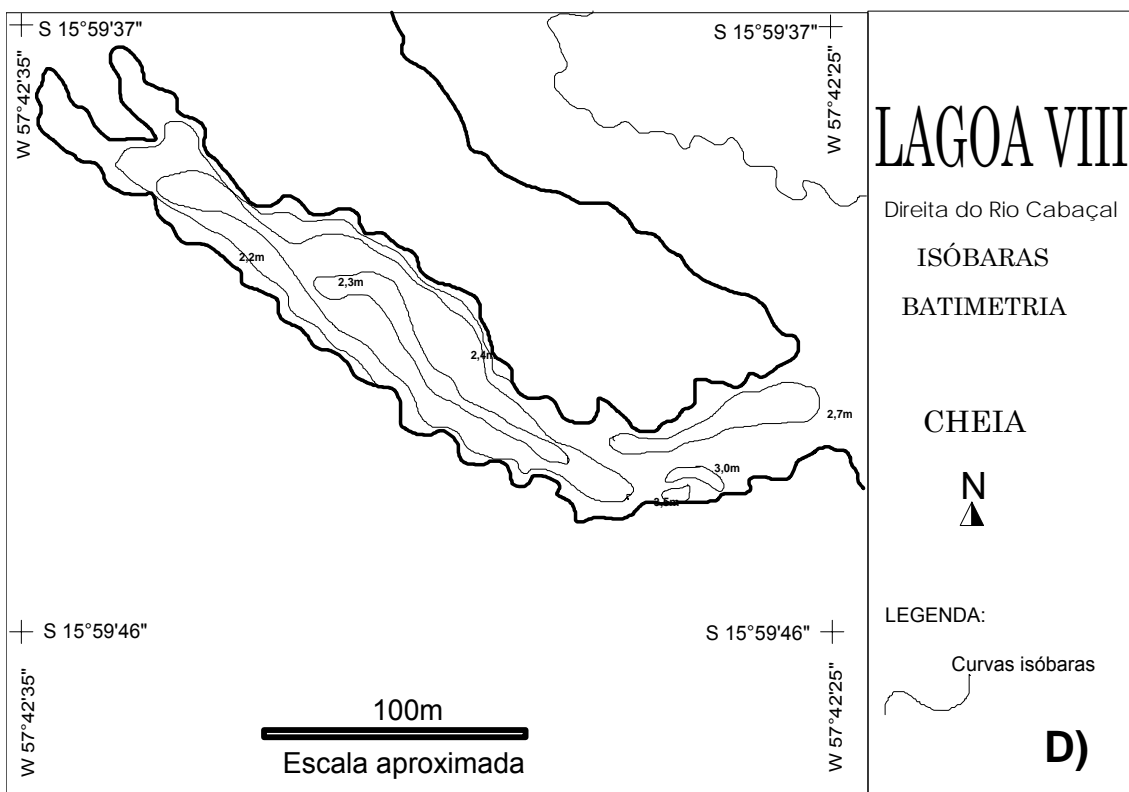 S 15°59'37"
S 15°59'37"
W 57°42'35"
W 57°42'25"
LAGOA VIII
Direita do Rio Cabaçal
ISÓBARAS
BATIMETRIA
2,2m
2,3m
2,4m
2,7m
CHEIA
3,0m
N
S 15°59'46"
S 15°59'46"
W 57°42'35"
W 57°42'25"
LEGENDA:
Curvas isóbaras
100m
Escala aproximada
D)